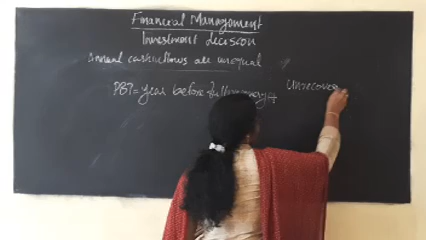 Financial Management
Investment decision
Annual cashflows are unequal
PBP = Year before full recovery + Unrecover